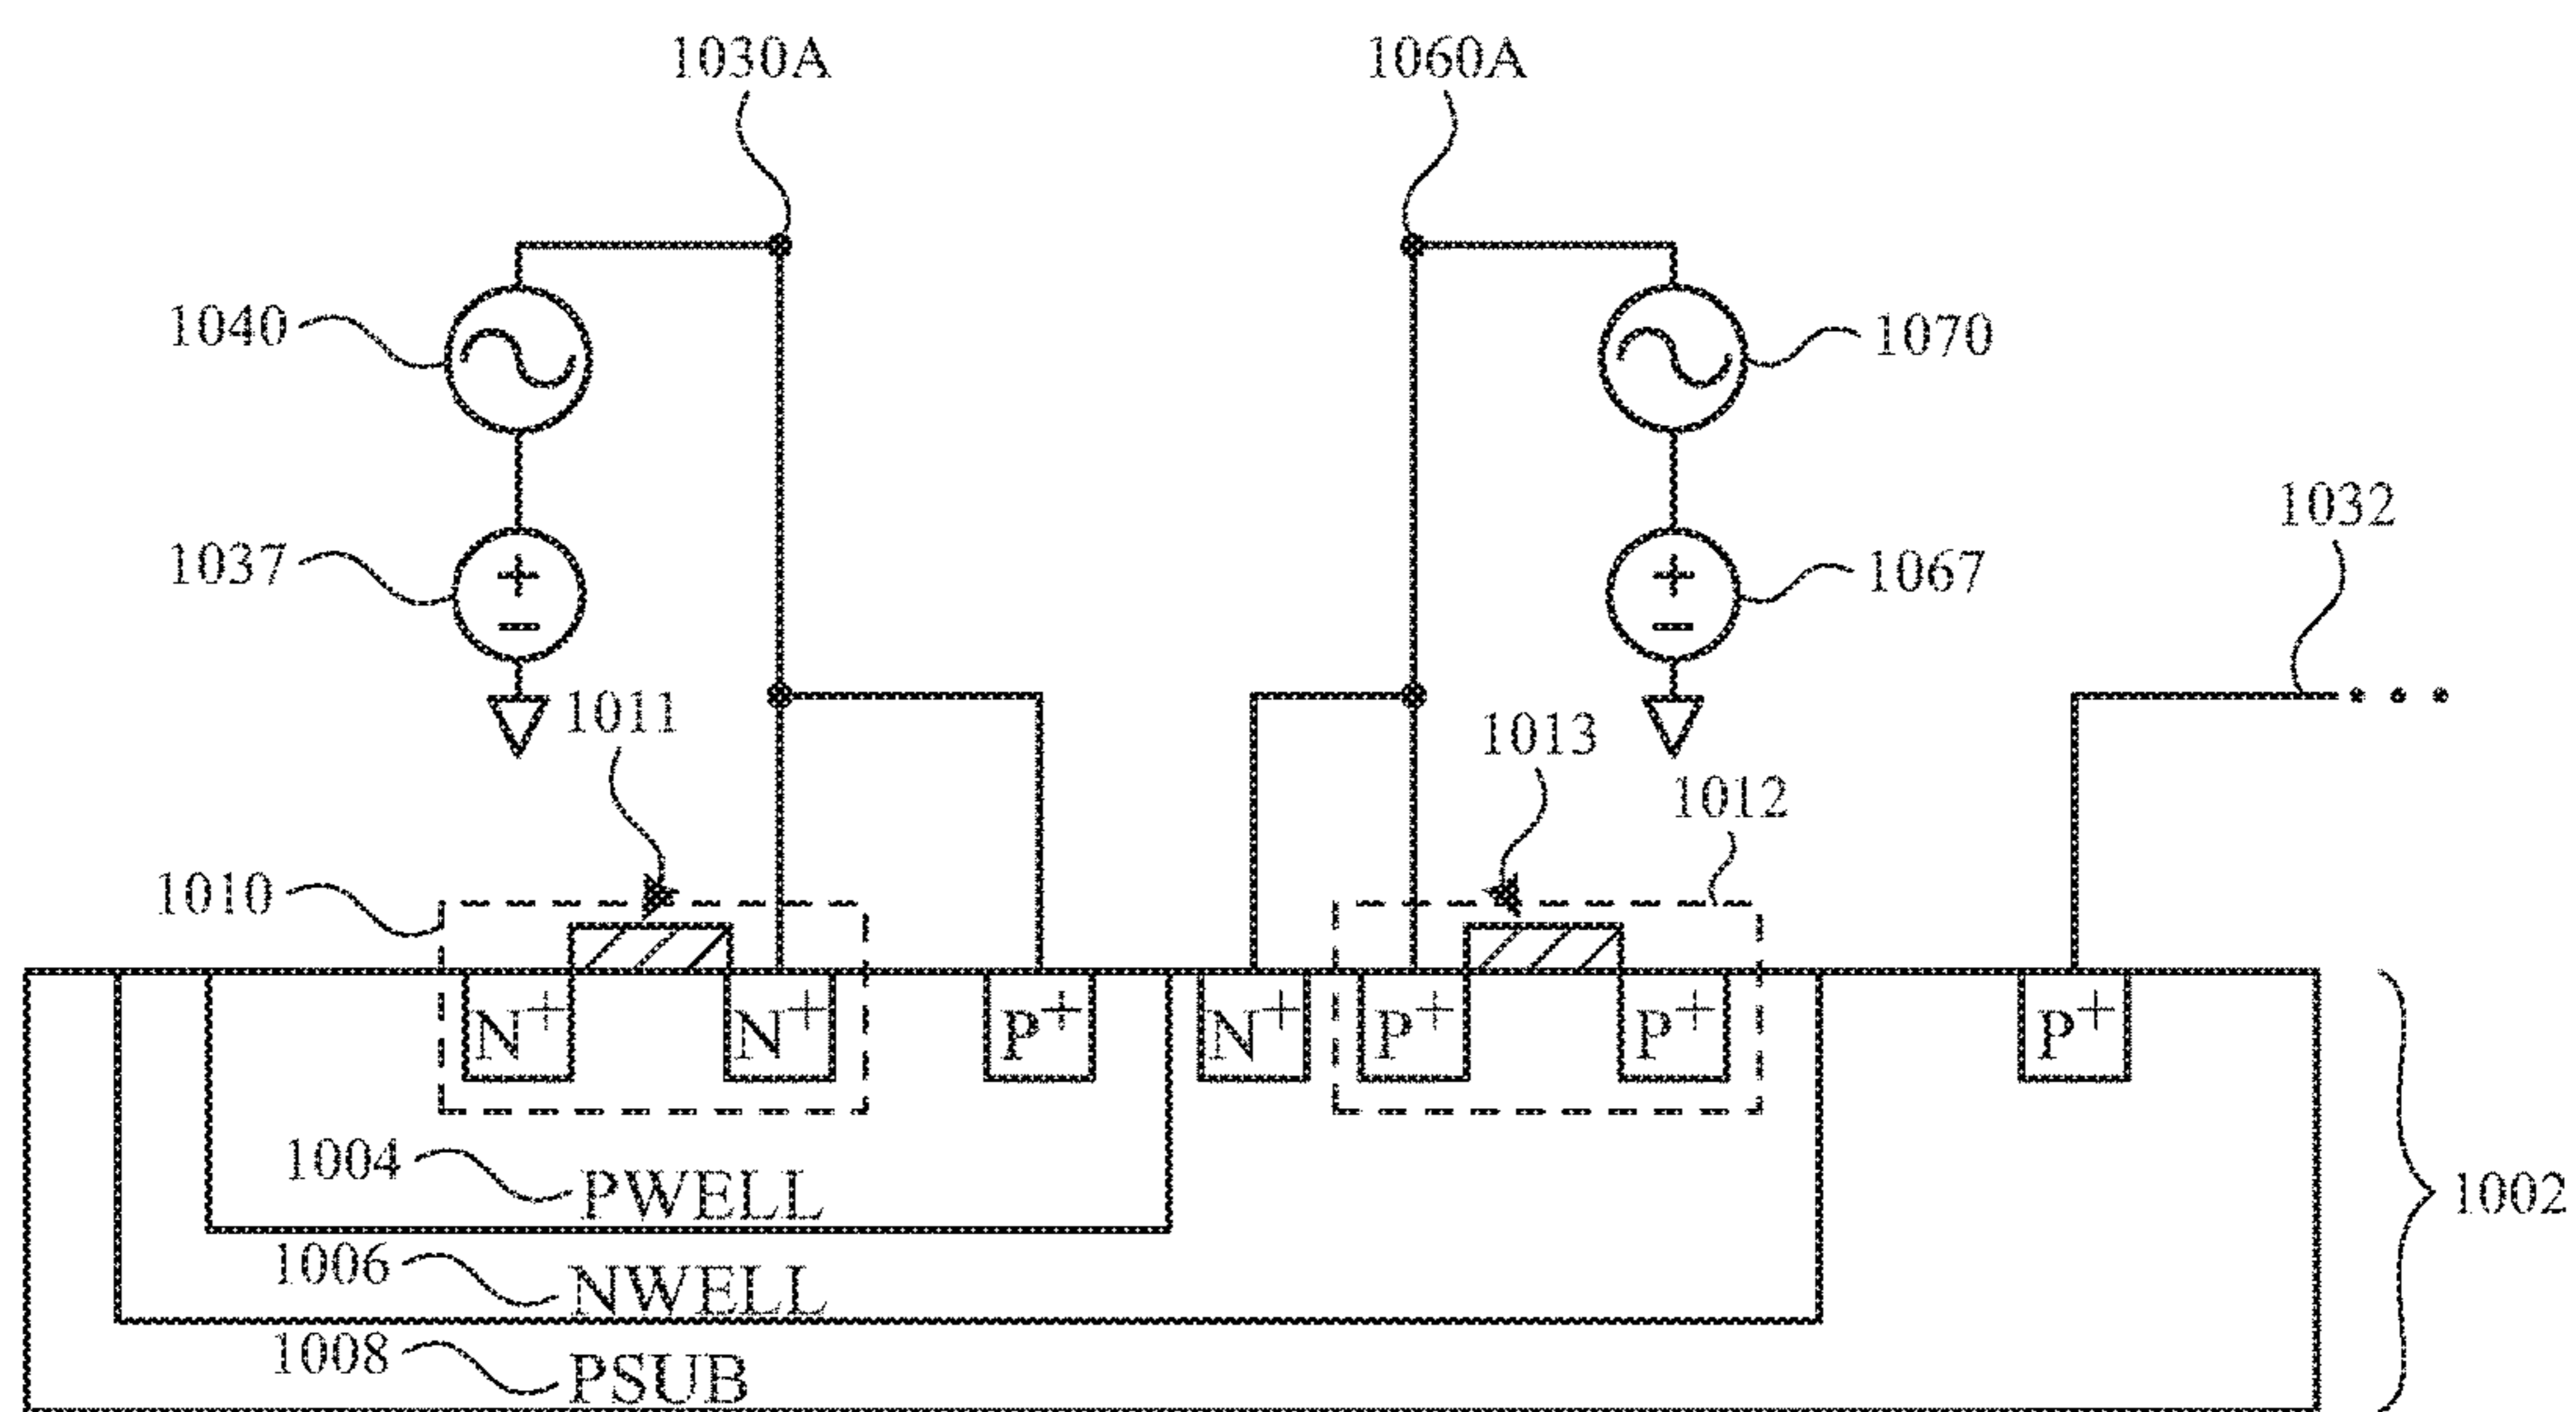 1030A 1060A
1040 1070
1032
1037 1067
+ +
− −
1011 1013
1012
1010
N+ N+ P+ N+ P+ P+ P+
1004 PWELL 1002
1006 NWELL
1008 PSUB